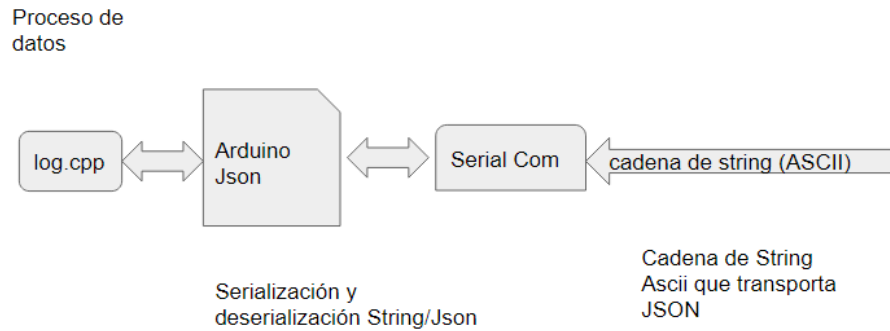 Proceso de
datos
log.cpp
Arduino
Json
Serial Com
cadena de string (ASCII)
Serialización y
deserialización String/Json
Cadena de String
Ascii que transporta
JSON